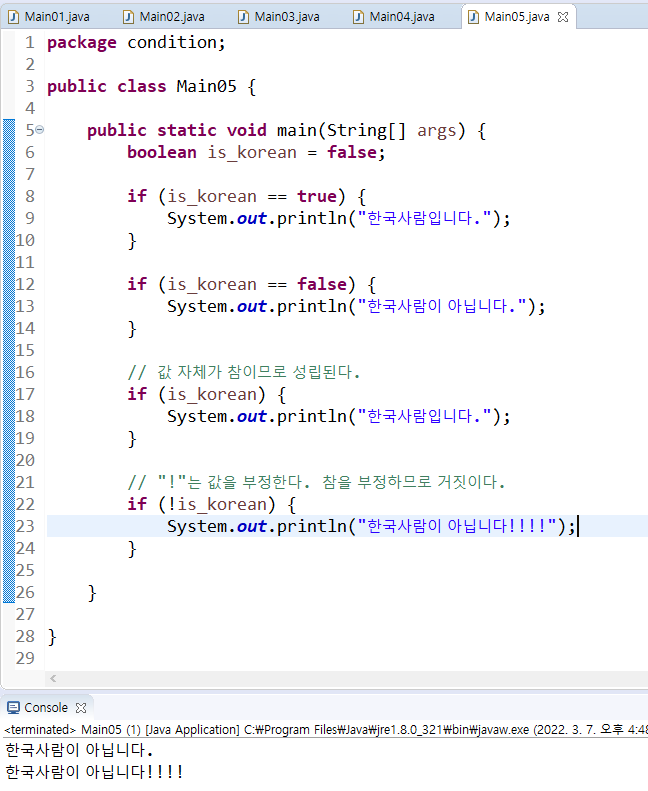 Main01.java Main02.java Main03.java Main04.java Main05.java
1 package condition;
2
3 public class Main05 {
4
5 public static void main(String[] args) {
6 boolean is_korean = false;
7
8 if (is_korean == true) {
9 System.out.println("한국사람입니다.");
10 }
11
12 if (is_korean == false) {
13 System.out.println("한국사람이 아닙니다.");
14 }
15
16 // 값 자체가 참이므로 성립된다.
17 if (is_korean) {
18 System.out.println("한국사람입니다.");
19 }
20
21 // "!"는 값을 부정한다. 참을 부정하므로 거짓이다.
22 if (!is_korean) {
23 System.out.println("한국사람이 아닙니다!!!!");
24 }
25
26 }
27
28 }
29
Console
<terminated> Main05 (1) [Java Application] C:₩Program Files₩Java₩jre1.8.0_321₩bin₩javaw.exe (2022. 3. 7. 오후 4:48
한국사람이 아닙니다.
한국사람이 아닙니다!!!!